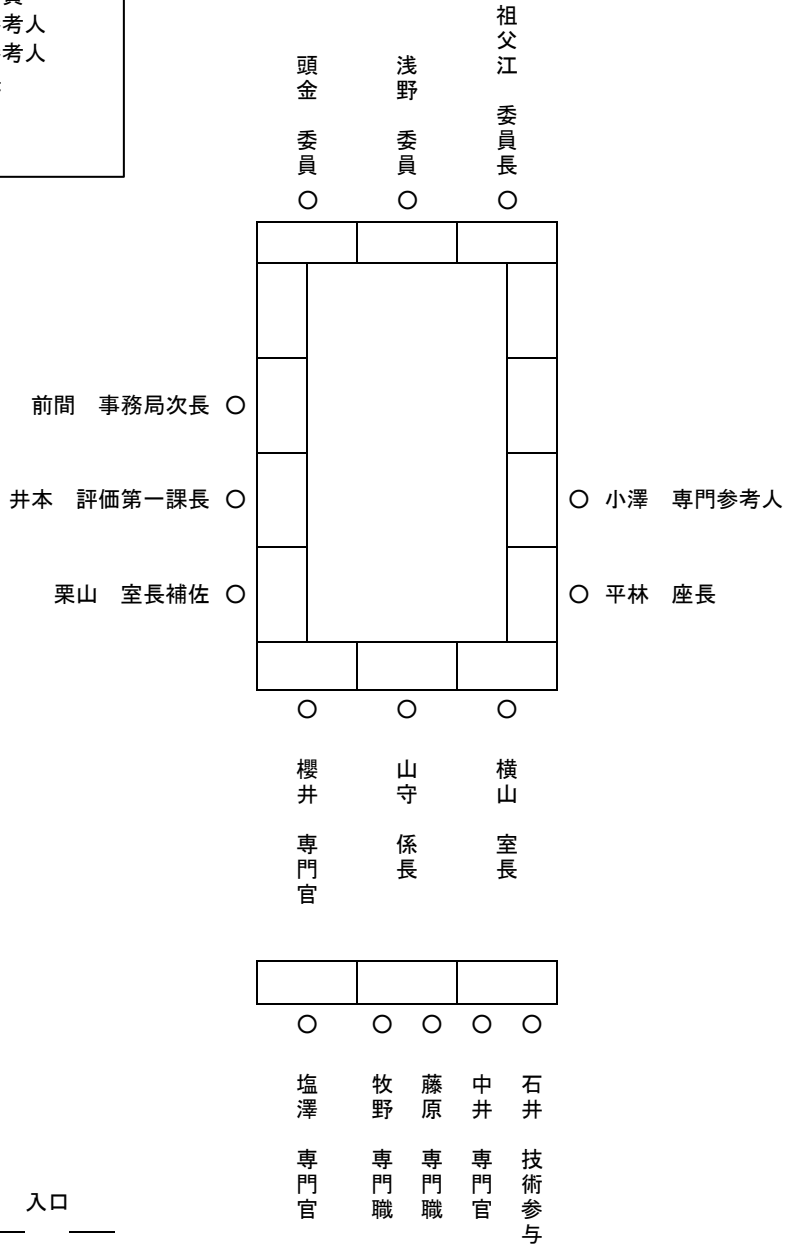 考人
考人
頭金 委員
浅野 委員
祖父江 委員長
○ ○ ○
前間 事務局次長 ○
井本 評価第一課長 ○
○ 小澤 専門参考人
栗山 室長補佐 ○
○ 平林 座長
○ ○ ○
櫻井 専門官
山守 係長
横山 室長
○ ○ ○ ○ ○
塩澤 専門官
牧野 専門職
藤原 専門職
中井 専門官
石井 技術参与
入口